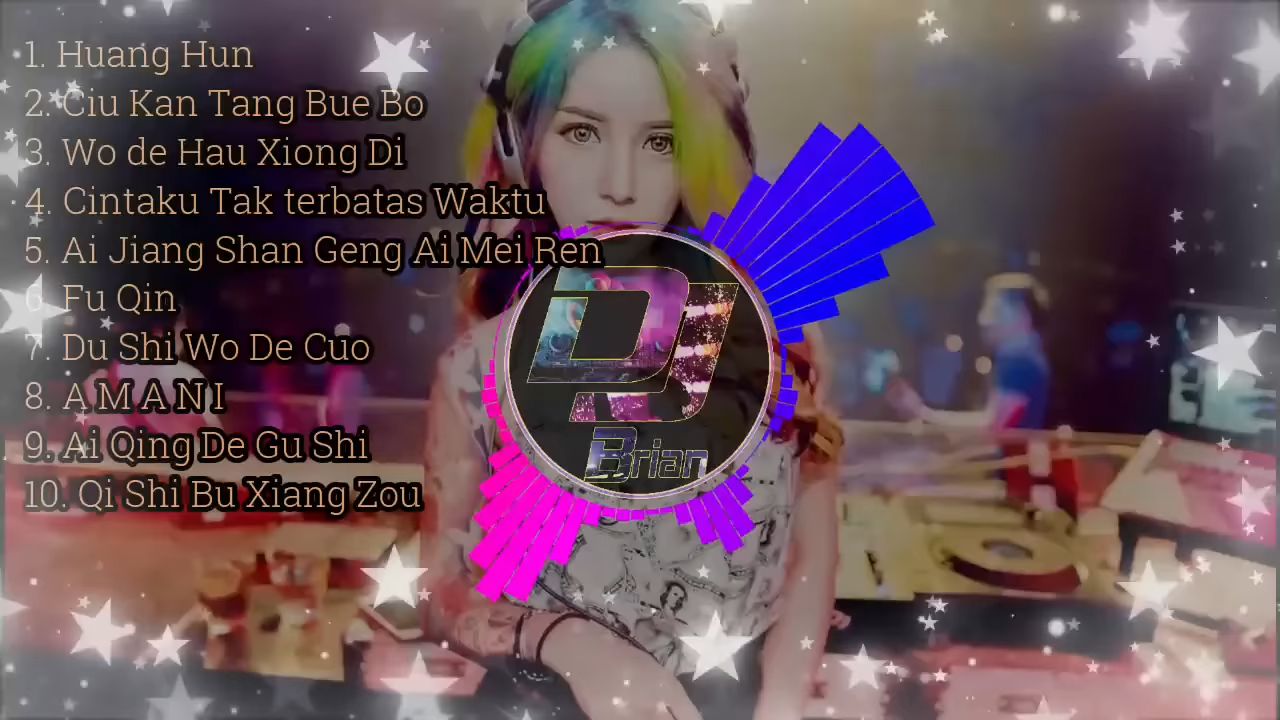 1. Huang Hun
2. Ciu Kan Tang Bue Bo
3. Wo de Hau Xiong Di
4. Cintaku Tak terbatas Waktu
5. Ai Jiang Shan Geng Ai Mei Ren
6. Fu Qin
7. Du Shi Wo De Cuo
8. A M A N I
9. Ai Qing De Gu Shi
10. Qi Shi Bu Xiang Zou
DJ
Brian